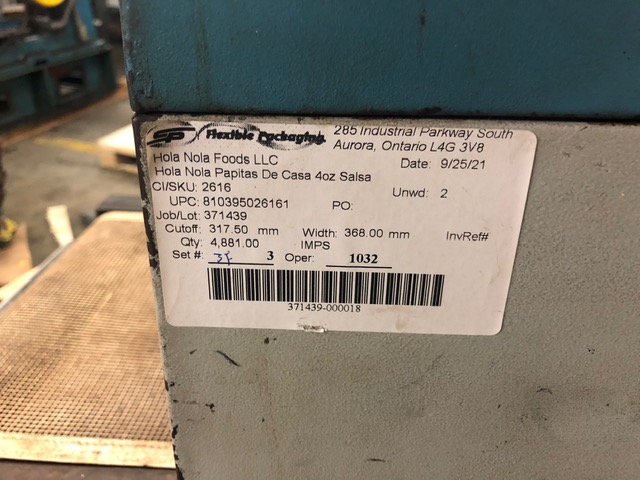 SP Flexible Packaging
285 Industrial Parkway South
Aurora, Ontario L4G 3V8
Hola Nola Foods LLC
Date: 9/25/21
Hola Nola Papitas De Casa 4oz Salsa
CI/SKU: 2616
Unwd: 2
UPC: 810395026161
PO:
Job/Lot: 371439
Cutoff: 317.50 mm
Width: 368.00 mm
InvRef#
Qty: 4,881.00
IMPS
Set #: 3
Oper: 1032
371439-000018